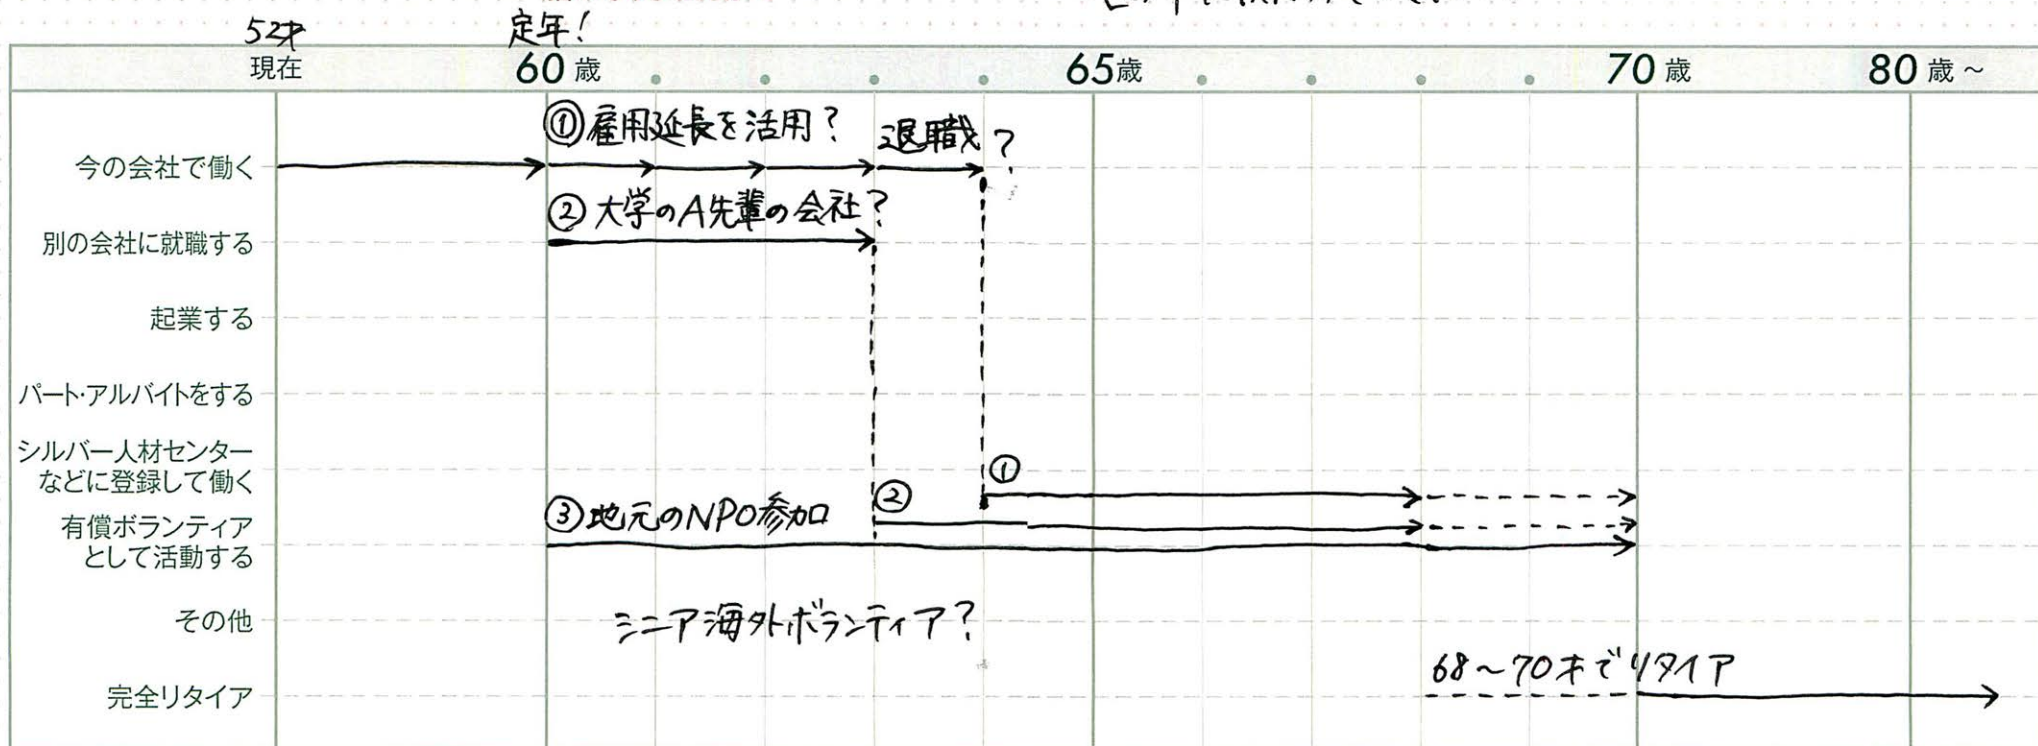 52才
定年!
現在
60歳
65歳
70歳
80歳~
①雇用延長を活用?
退職?
今の会社で働く
②大学のA先輩の会社?
別の会社に就職する
起業する
パート・アルバイトをする
シルバー人材センター
などに登録して働く
①
②
③地元のNPO参加
有償ボランティア
として活動する
その他
シニア海外ボランティア?
68~70才でリタイア
完全リタイア